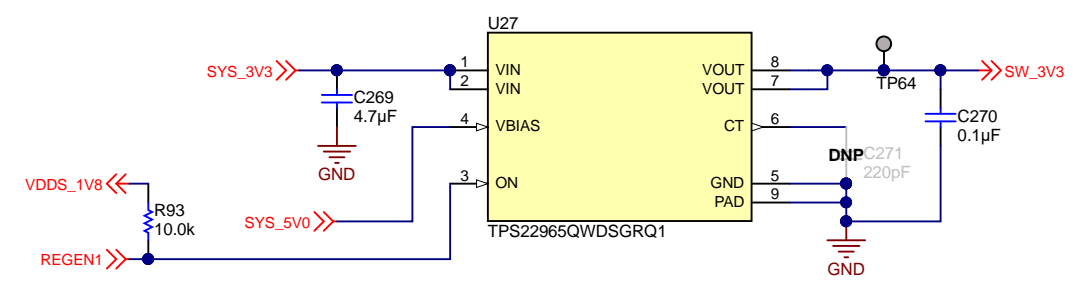 U27
SYS_3V3
1
VIN
2
VIN
C269
4.7µF
GND
4
VBIAS
3
ON
VDDS_1V8
R93
10.0k
SYS_5V0
REGEN1
VOUT
8
VOUT
7
TP64
SW_3V3
C270
0.1µF
CT
6
DNP
C271
220pF
GND
5
PAD
9
TPS22965QWDSGRQ1
GND